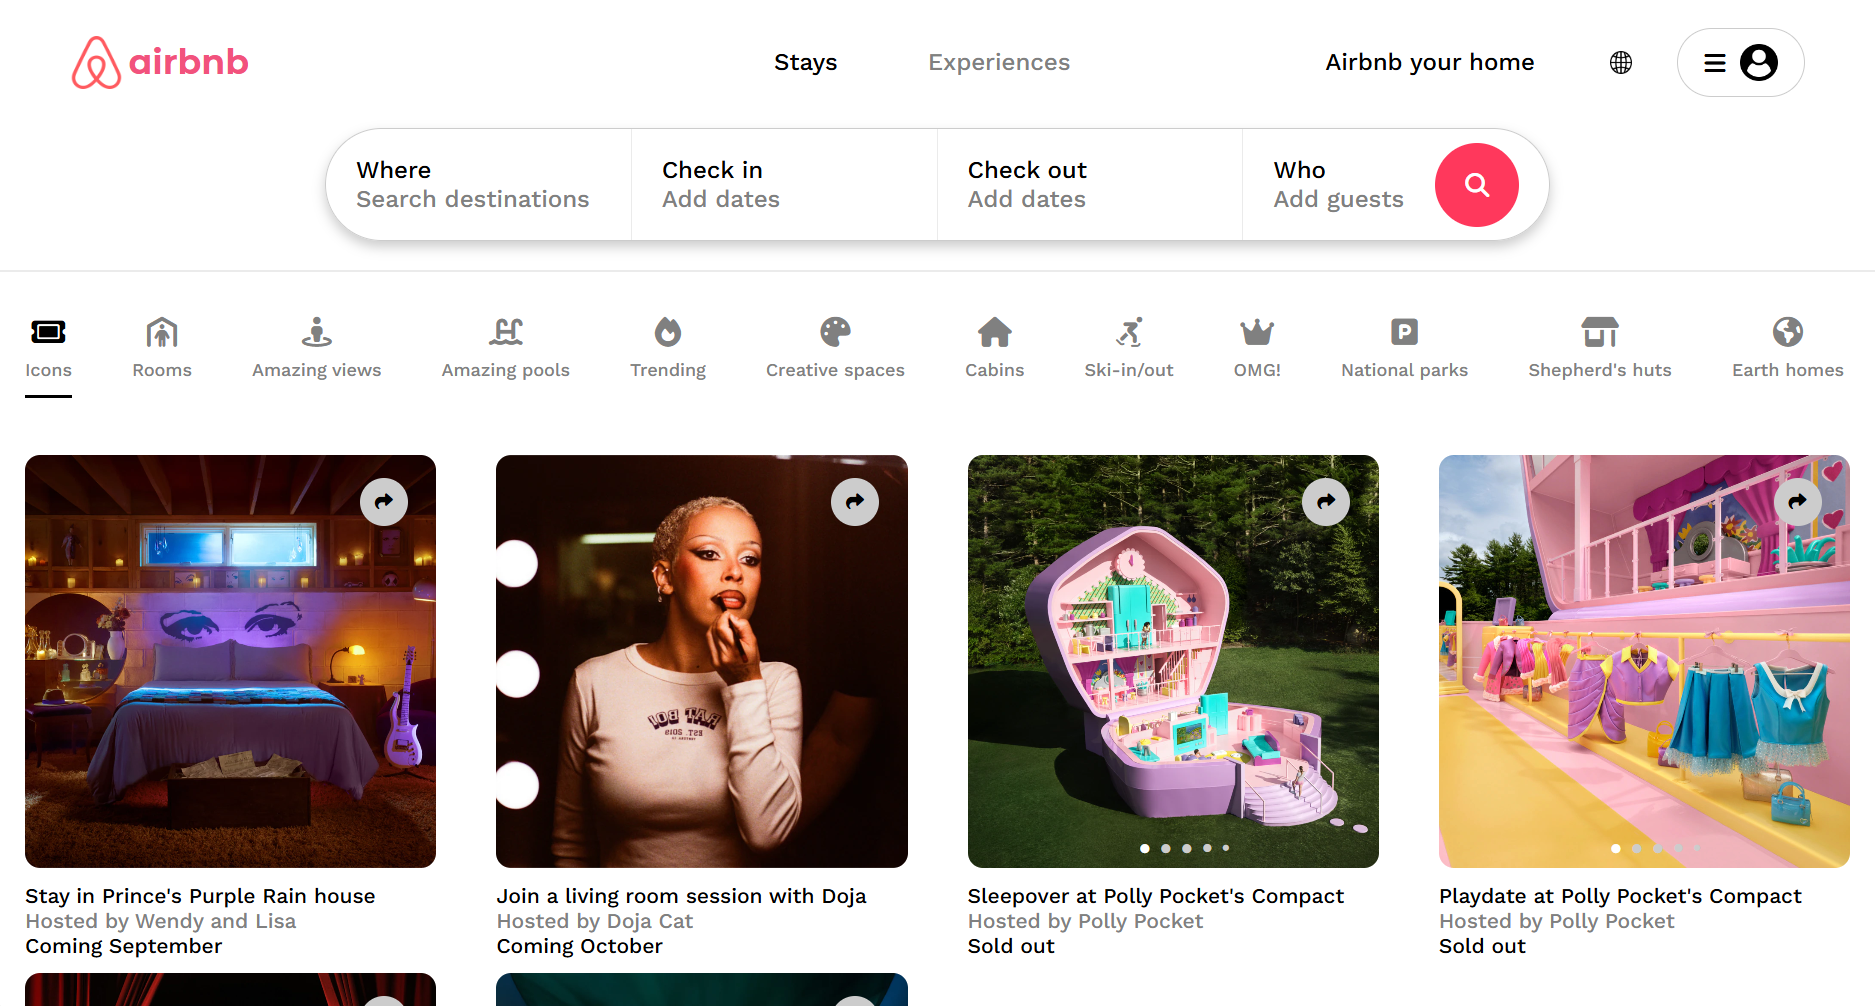 airbnb
Stays
Experiences
Airbnb your home
Where
Search destinations
Check in
Add dates
Check out
Add dates
Who
Add guests
Icons
Rooms
Amazing views
Amazing pools
Trending
Creative spaces
Cabins
Ski-in/out
OMG!
National parks
Shepherd's huts
Earth homes
Stay in Prince's Purple Rain house
Hosted by Wendy and Lisa
Coming September
Join a living room session with Doja
Hosted by Doja Cat
Coming October
Sleepover at Polly Pocket's Compact
Hosted by Polly Pocket
Sold out
Playdate at Polly Pocket's Compact
Hosted by Polly Pocket
Sold out
RAT BOI
EST. 2015